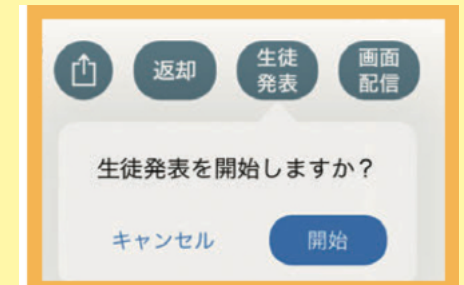 返却
生徒
発表
画面
配信
生徒発表を開始しますか？
キャンセル
開始